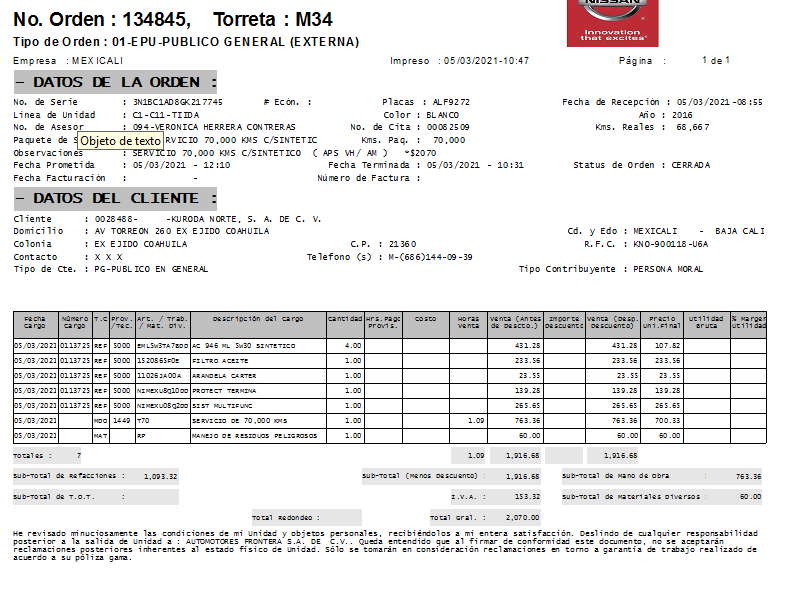 No. Orden : 134845, Torreta : M34
NISSAN
Innovation
that excites
Tipo de Orden : 01-EPU-PUBLICO GENERAL (EXTERNA)
Empresa : MEXICALI Impreso : 05/03/2021-10:47 Página : 1 de 1
- DATOS DE LA ORDEN :
No. de Serie : 3N1BC1AD8GK217745 # Ecón. : Placas : ALF9272 Fecha de Recepción : 05/03/2021-08:55
Linea de Unidad : C1-C11-TIIDA Color : BLANCO Año : 2016
No. de Asesor : 094-VERONICA HERRERA CONTRERAS No. de Cita : 00082509 Kms. Reales : 68,667
Paquete de S Objeto de texto RVICIO 70,000 KMS C/SINTETIC Kms. Paq. : 70,000
Observaciones : SERVICIO 70,000 KMS C/SINTETICO ( APS VH/ AM ) *$2070
Fecha Prometida : 05/03/2021 - 12:10 Fecha Terminada : 05/03/2021 - 10:31 Status de Orden : CERRADA
Fecha Facturación : - Número de Factura :
- DATOS DEL CLIENTE :
Cliente : 0028488- -KURODA NORTE, S. A. DE C. V.
Domicilio : AV TORREON 260 EX EJIDO COAHUILA Cd. y Edo : MEXICALI - BAJA CALI
Colonia : EX EJIDO COAHUILA C.P. : 21360 R.F.C. : KNO-900118-U6A
Contacto : X X X Telefono (s) : M-(686)144-09-39
Tipo de Cte. : PG-PUBLICO EN GENERAL Tipo Contribuyente : PERSONA MORAL
Fecha Cargo Número Cargo T.C Prov. /Tec. Art. / Trab. / Mat. Div. Descripción del Cargo Cantidad Hrs.Pago Provis. Costo Horas Venta Venta (Antes de Descto.) Importe Descuento Venta (Desp. Descuento) Precio Uni.Final Utilidad Bruta % Margen Utilidad
05/03/2021 0113725 REF 5000 AC 946 ML 5W30 SINTETICO 4.00 431.28 431.28 107.82
05/03/2021 0113725 REF 5000 1520865F0E FILTRO ACEITE 1.00 233.56 233.56 233.56
05/03/2021 0113725 REF 5000 11026JA00A ARANDELA CARTER 1.00 23.55 23.55 23.55
05/03/2021 0113725 REF 5000 PROTECT TERMINA 1.00 139.28 139.28 139.28
05/03/2021 0113725 REF 5000 SIST MULTIFUNC 1.00 265.65 265.65 265.65
05/03/2021 MDO 1449 T70 SERVICIO DE 70,000 KMS 1.00 1.09 763.36 763.36 700.33
05/03/2021 MAT RP MANEJO DE RESIDUOS PELIGROSOS 1.00 60.00 60.00 60.00
Totales : 7 1.09 1,916.68 1,916.68
Sub-Total de Refacciones : 1,093.32 Sub-Total (Menos Descuento) : 1,916.68 Sub-Total de Mano de Obra : 763.36
Sub-Total de T.O.T. : I.V.A. : 153.32 Sub-Total de Materiales Diversos : 60.00
Total Redondeo : Total Gral. : 2,070.00
He revisado minuciosamente las condiciones de mi Unidad y objetos personales, recibiéndolos a mi entera satisfacción. Deslindo de cualquier responsabilidad
posterior a la salida de Unidad a : AUTOMOTORES FRONTERA S.A. DE C.V.. Queda entendido que al firmar de conformidad este documento, no se aceptarán
reclamaciones posteriores inherentes al estado físico de Unidad. Sólo se tomarán en consideración reclamaciones en torno a garantía de trabajo realizado de
acuerdo a su póliza gama.